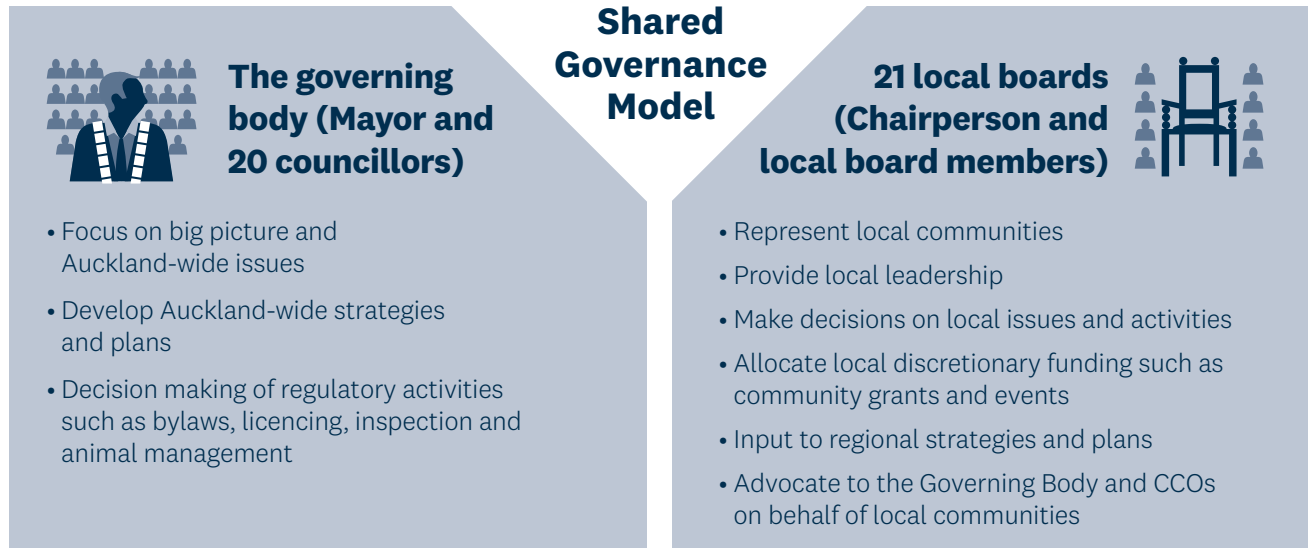 Shared
Governance
Model
The governing
body (Mayor and
20 councillors)
• Focus on big picture and
Auckland-wide issues
• Develop Auckland-wide strategies
and plans
• Decision making of regulatory activities
such as bylaws, licencing, inspection and
animal management
21 local boards
(Chairperson and
local board members)
• Represent local communities
• Provide local leadership
• Make decisions on local issues and activities
• Allocate local discretionary funding such as
community grants and events
• Input to regional strategies and plans
• Advocate to the Governing Body and CCOs
on behalf of local communities